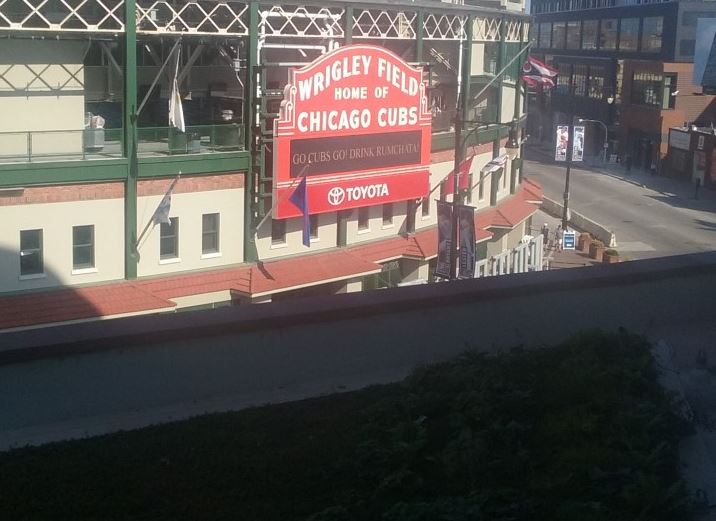 WRIGLEY FIELD
HOME OF
CHICAGO CUBS
GO CUBS GO! DRINK RUMCHATA!
TOYOTA